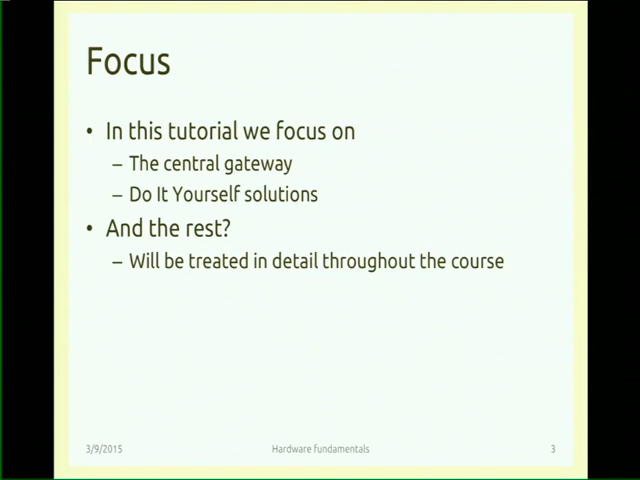 Focus
• In this tutorial we focus on
– The central gateway
– Do It Yourself solutions
• And the rest?
– Will be treated in detail throughout the course
3/9/2015
Hardware fundamentals
3